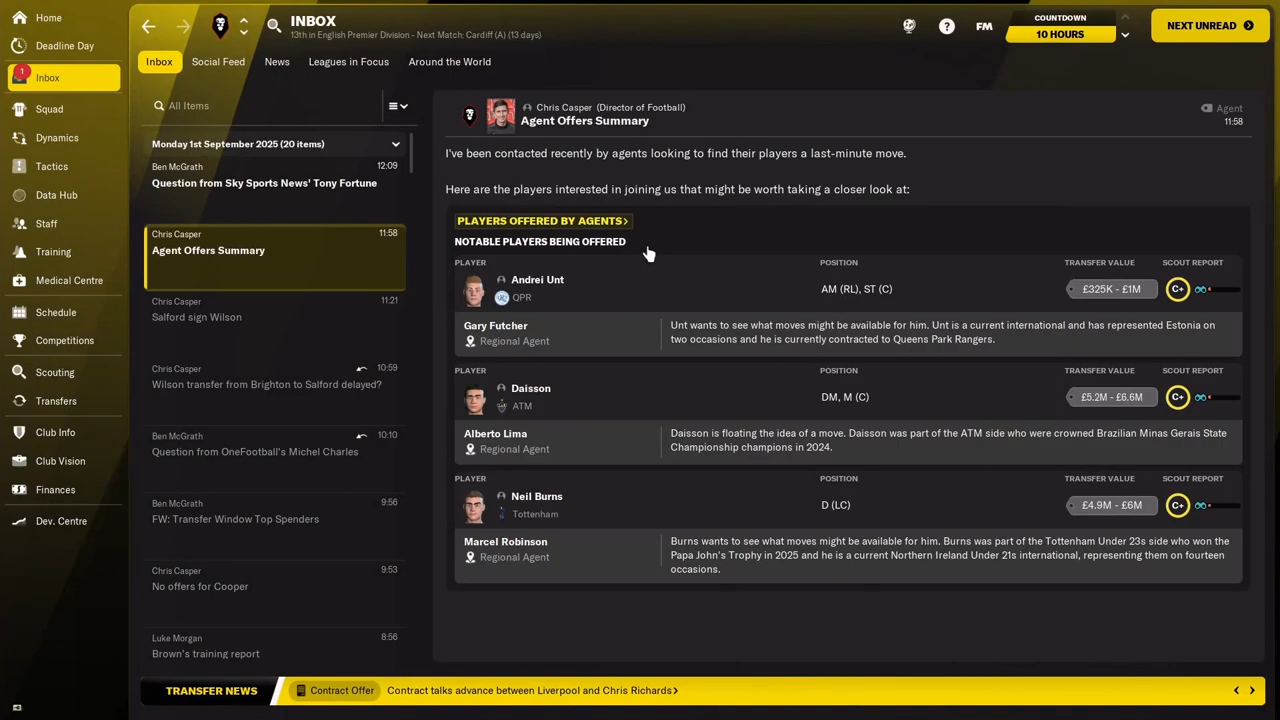 Home
Deadline Day
1
Inbox
Squad
Dynamics
Tactics
Data Hub
Staff
Training
Medical Centre
Schedule
Competitions
Scouting
Transfers
Club Info
Club Vision
Finances
Dev. Centre
INBOX
13th in English Premier Division - Next Match: Cardiff (A) (13 days)
?
FM
COUNTDOWN
10 HOURS
NEXT UNREAD
Inbox
Social Feed
News
Leagues in Focus
Around the World
All Items
Monday 1st September 2025 (20 items)
Ben McGrath 12:09
Question from Sky Sports News' Tony Fortune
Chris Casper 11:58
Agent Offers Summary
Chris Casper 11:21
Salford sign Wilson
Chris Casper 10:59
Wilson transfer from Brighton to Salford delayed?
Ben McGrath 10:10
Question from OneFootball's Michel Charles
Ben McGrath 9:56
FW: Transfer Window Top Spenders
Chris Casper 9:53
No offers for Cooper
Luke Morgan 8:56
Brown's training report
Chris Casper (Director of Football)
Agent Offers Summary
Agent
11:58
I've been contacted recently by agents looking to find their players a last-minute move.
Here are the players interested in joining us that might be worth taking a closer look at:
PLAYERS OFFERED BY AGENTS>
NOTABLE PLAYERS BEING OFFERED
PLAYER POSITION TRANSFER VALUE SCOUT REPORT
Andrei Unt
QPR
AM (RL), ST (C)
£325K - £1M
C+
Gary Futcher
Regional Agent
Unt wants to see what moves might be available for him. Unt is a current international and has represented Estonia on
two occasions and he is currently contracted to Queens Park Rangers.
PLAYER POSITION TRANSFER VALUE SCOUT REPORT
Daisson
ATM
DM, M (C)
£5.2M - £6.6M
C+
Alberto Lima
Regional Agent
Daisson is floating the idea of a move. Daisson was part of the ATM side who were crowned Brazilian Minas Gerais State
Championship champions in 2024.
PLAYER POSITION TRANSFER VALUE SCOUT REPORT
Neil Burns
Tottenham
D (LC)
£4.9M - £6M
C+
Marcel Robinson
Regional Agent
Burns wants to see what moves might be available for him. Burns was part of the Tottenham Under 23s side who won the
Papa John's Trophy in 2025 and he is a current Northern Ireland Under 21s international, representing them on fourteen
occasions.
TRANSFER NEWS
Contract Offer
Contract talks advance between Liverpool and Chris Richards>